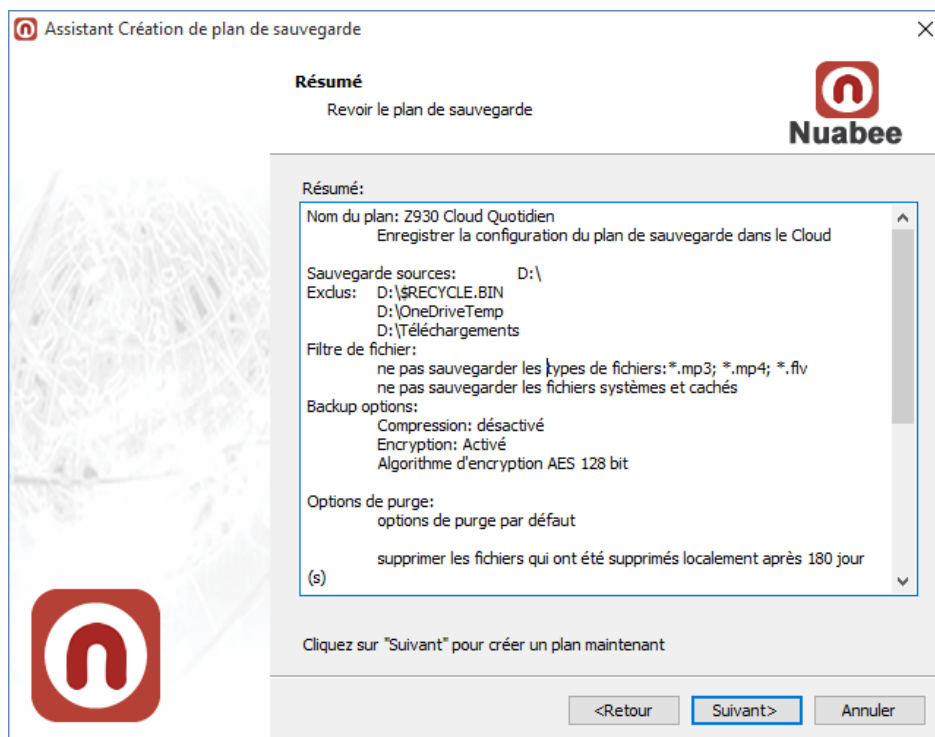 Assistant Création de plan de sauvegarde
Résumé
Revoir le plan de sauvegarde
Nuabee
Résumé:
Nom du plan: Z930 Cloud Quotidien
Enregistrer la configuration du plan de sauvegarde dans le Cloud
Sauvegarde sources: D:\
Exclus: D:\$RECYCLE.BIN
D:\OneDriveTemp
D:\Téléchargements
Filtre de fichier:
ne pas sauvegarder les types de fichiers:*.mp3; *.mp4; *.flv
ne pas sauvegarder les fichiers systèmes et cachés
Backup options:
Compression: désactivé
Encryption: Activé
Algorithme d'encryption AES 128 bit
Options de purge:
options de purge par défaut
supprimer les fichiers qui ont été supprimés localement après 180 jour
(s)
Cliquez sur "Suivant" pour créer un plan maintenant
<Retour
Suivant>
Annuler